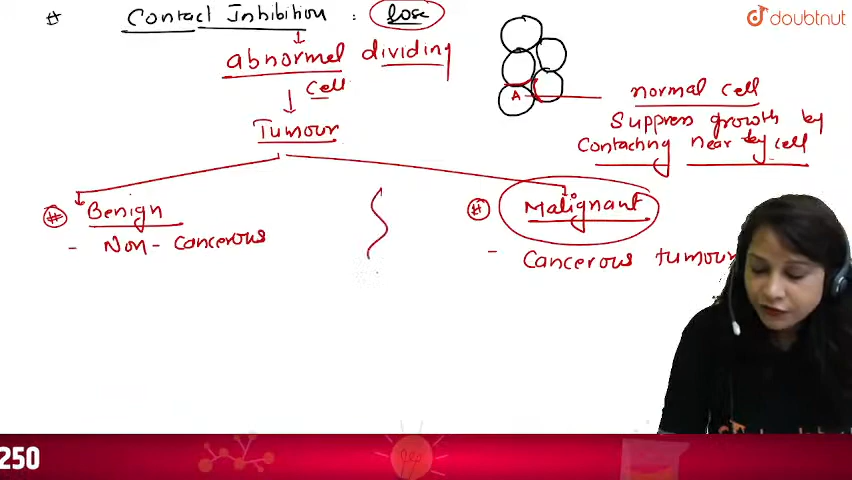 doubtnut
# Contact Inhibition : lose
abnormal dividing
cell
Tumour
A
normal cell
Suppress growth by
Contacting near by cell
# Benign
- Non-cancerous
# Malignant
- Cancerous tumour
250